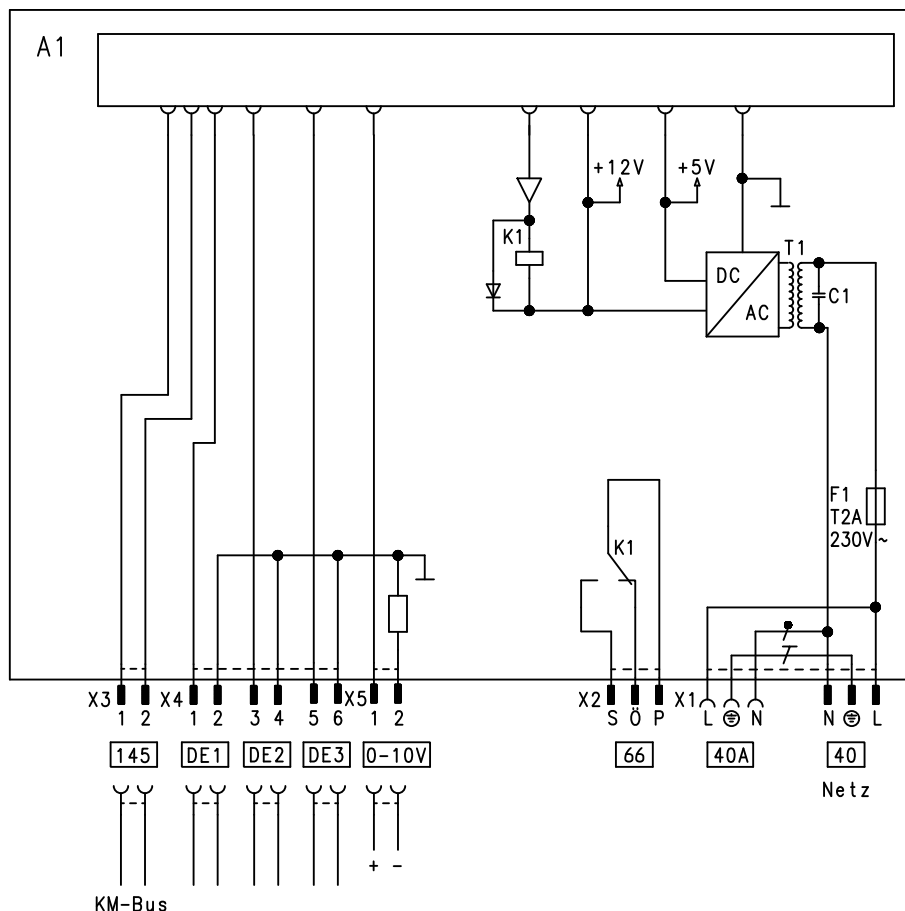 A1
+12V
+5V
K1
T1
DC
AC
C1
F1
T2A
230V~
K1
X3
X4
X5
X2
X1
1 2 1 2 3 4 5 6 1 2 S Ö P L N N L
145 DE1 DE2 DE3 0-10V 66 40A 40
Netz
+ -
KM-Bus